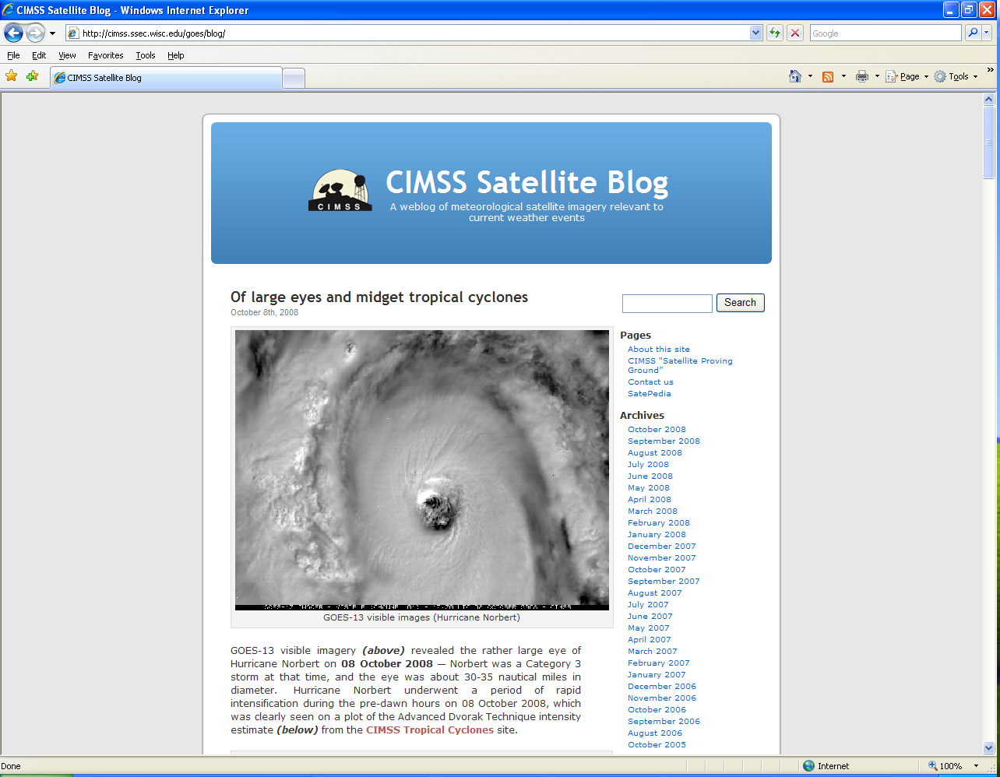 CIMSS Satellite Blog - Windows Internet Explorer
http://cimss.ssec.wisc.edu/goes/blog/
Google
File Edit View Favorites Tools Help
CIMSS Satellite Blog
Page Tools
CIMSS
CIMSS Satellite Blog
A weblog of meteorological satellite imagery relevant to
current weather events
Of large eyes and midget tropical cyclones
October 8th, 2008
GOES-13 visible images (Hurricane Norbert)
GOES-13 visible imagery (above) revealed the rather large eye of
Hurricane Norbert on 08 October 2008 — Norbert was a Category 3
storm at that time, and the eye was about 30-35 nautical miles in
diameter. Hurricane Norbert underwent a period of rapid
intensification during the pre-dawn hours on 08 October 2008, which
was clearly seen on a plot of the Advanced Dvorak Technique intensity
estimate (below) from the CIMSS Tropical Cyclones site.
Search
Pages
About this site
CIMSS “Satellite Proving
Ground”
Contact us
SatePedia
Archives
October 2008
September 2008
August 2008
July 2008
June 2008
May 2008
April 2008
March 2008
February 2008
January 2008
December 2007
November 2007
October 2007
September 2007
August 2007
July 2007
June 2007
May 2007
April 2007
March 2007
February 2007
January 2007
December 2006
November 2006
October 2006
September 2006
August 2006
October 2005
Done
Internet
100%